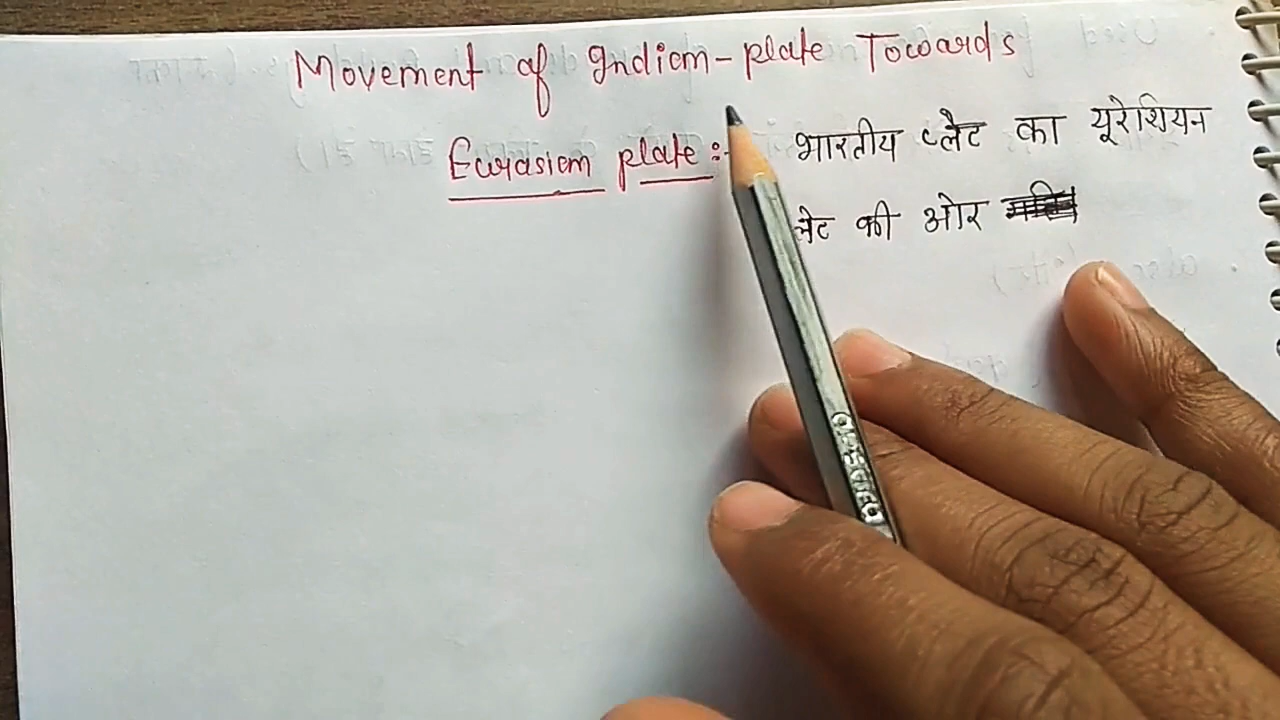 Movement of Indian-plate Towards
Eurasian plate :-
भारतीय प्लेट का यूरेशियन
की ओर